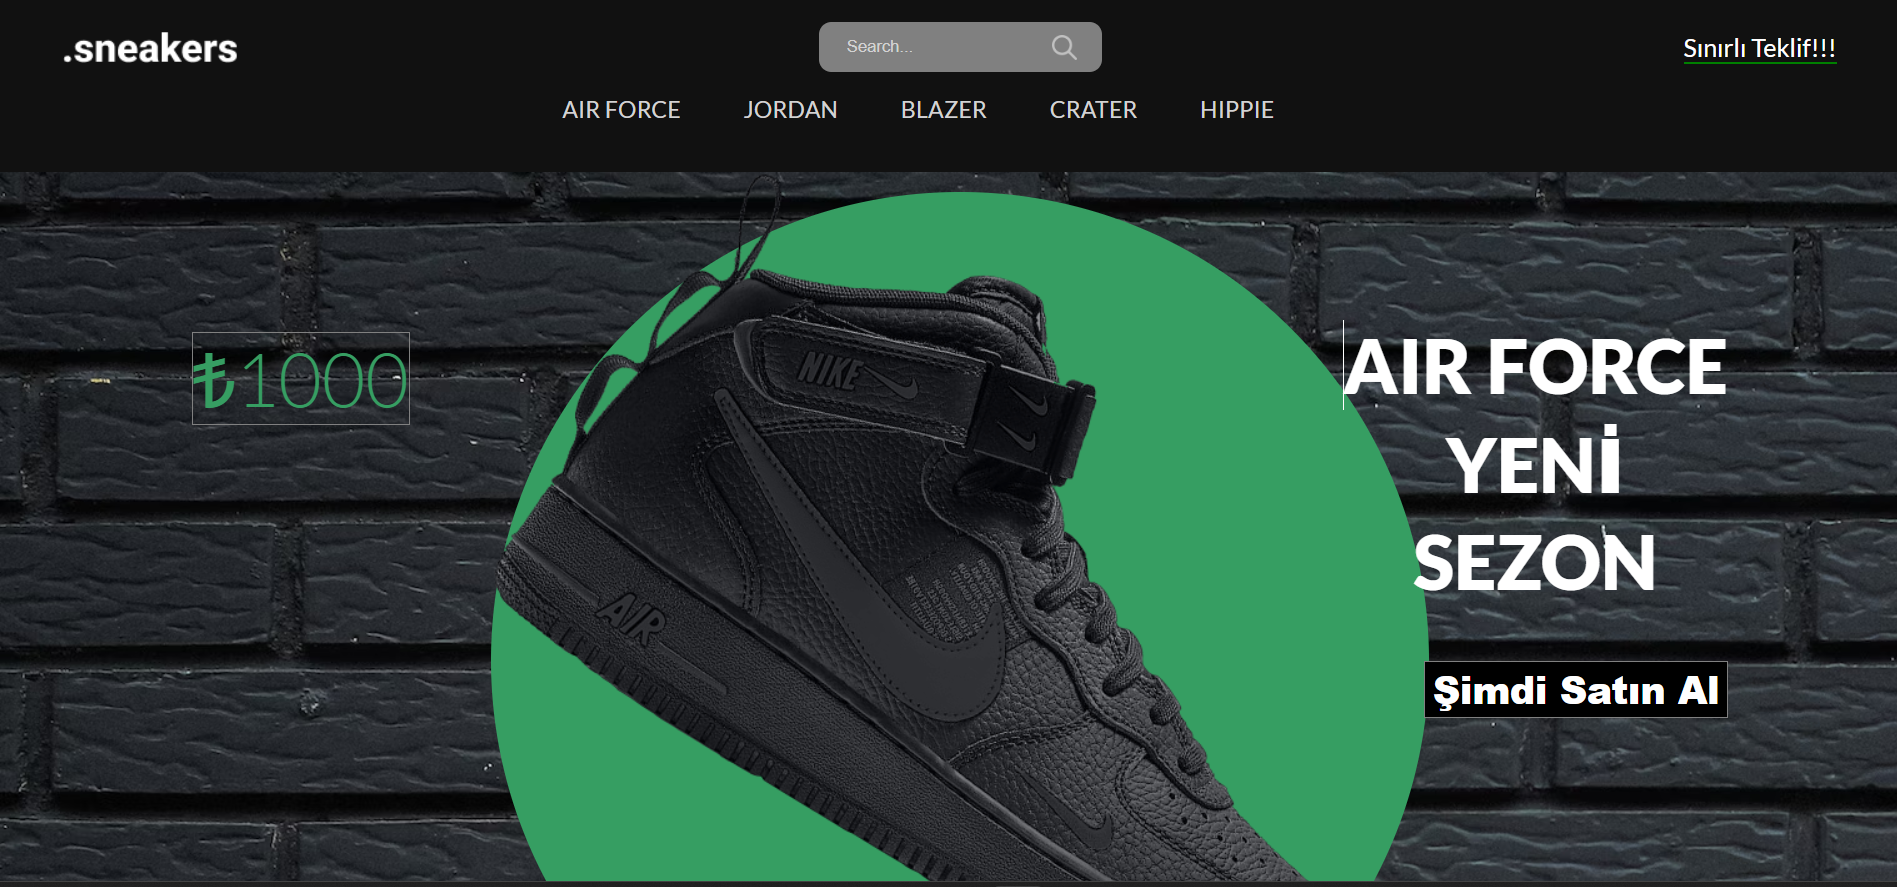 .sneakers
Search...
Sınırlı Teklif!!!
AIR FORCE
JORDAN
BLAZER
CRATER
HIPPIE
₺1000
NIKE
AIR
AIR FORCE
YENİ
SEZON
Şimdi Satın Al